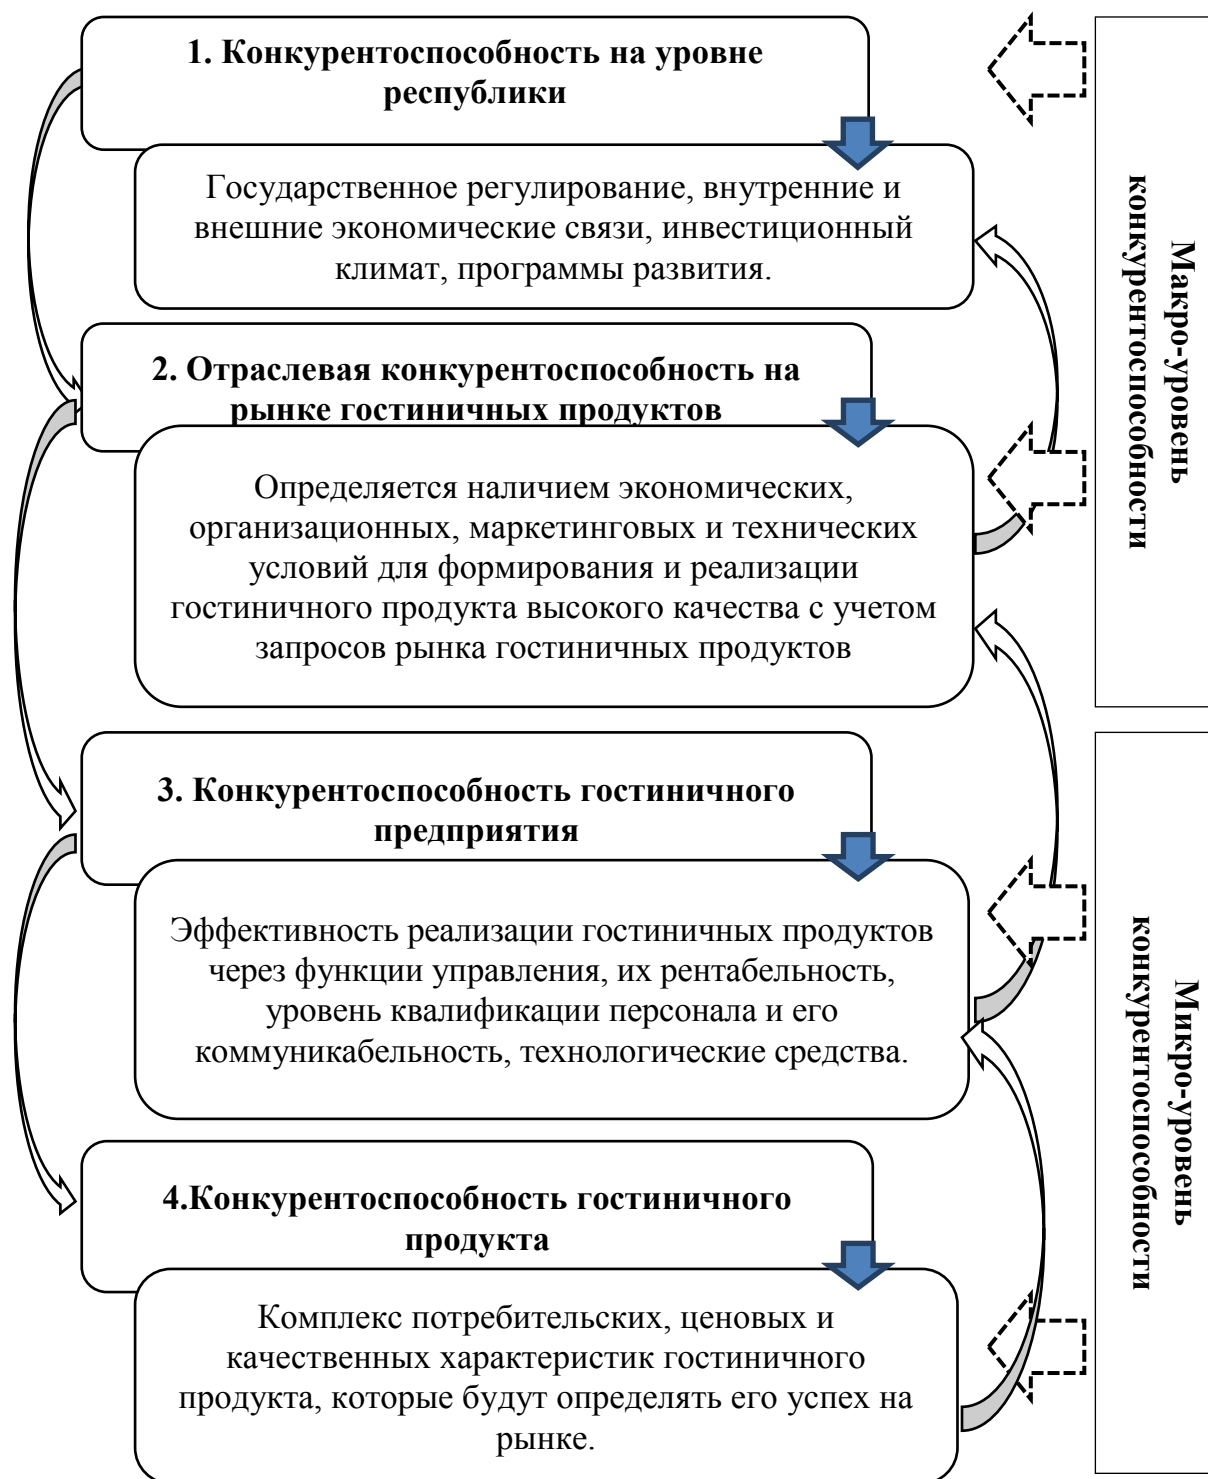 1. Конкурентоспособность на уровне
республики
Государственное регулирование, внутренние и
внешние экономические связи, инвестиционный
климат, программы развития.
2. Отраслевая конкурентоспособность на
рынке гостиничных продуктов
Определяется наличием экономических,
организационных, маркетинговых и технических
условий для формирования и реализации
гостиничного продукта высокого качества с учетом
запросов рынка гостиничных продуктов
Макро-уровень
конкурентоспособности
3. Конкурентоспособность гостиничного
предприятия
Эффективность реализации гостиничных продуктов
через функции управления, их рентабельность,
уровень квалификации персонала и его
коммуникабельность, технологические средства.
4.Конкурентоспособность гостиничного
продукта
Комплекс потребительских, ценовых и
качественных характеристик гостиничного
продукта, которые будут определять его успех на
рынке.
Микро-уровень
конкурентоспособности